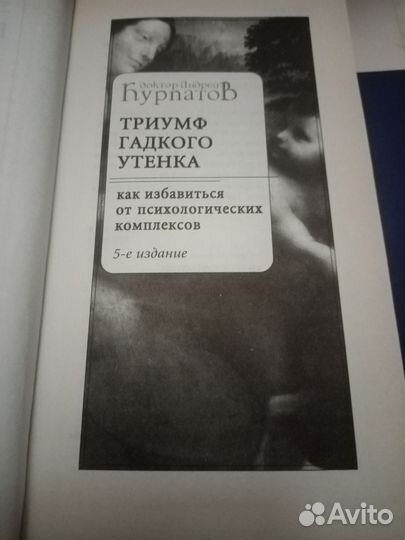 доктор Андрей
Курпатов
ТРИУМФ
ГАДКОГО
УТЕНКА
как избавиться
от психологических
комплексов
5-е издание
Avito